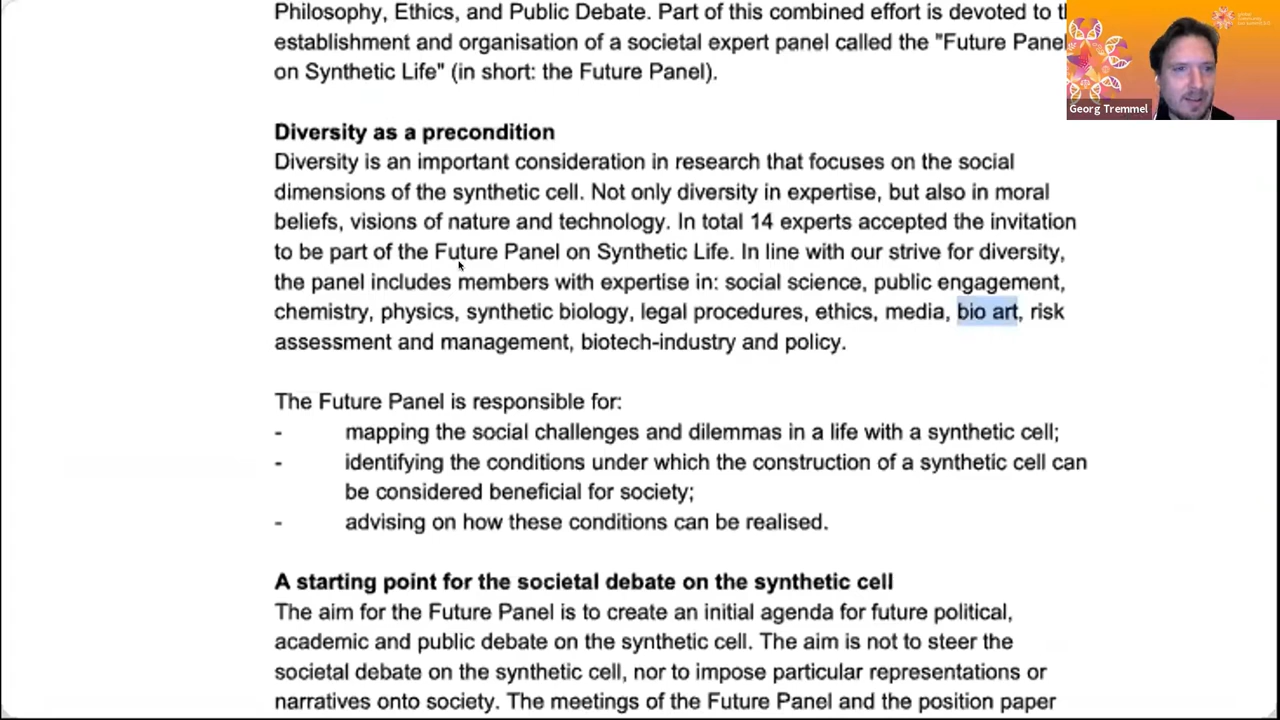 Philosophy, Ethics, and Public Debate. Part of this combined effort is devoted to
establishment and organisation of a societal expert panel called the "Future
on Synthetic Life" (in short: the Future Panel).
Georg Tremmel
Diversity as a precondition
Diversity is an important consideration in research that focuses on the social
dimensions of the synthetic cell. Not only diversity in expertise, but also in moral
beliefs, visions of nature and technology. In total 14 experts accepted the invitation
to be part of the Future Panel on Synthetic Life. In line with our strive for diversity,
the panel includes members with expertise in: social science, public engagement,
chemistry, physics, synthetic biology, legal procedures, ethics, media, bio art, risk
assessment and management, biotech-industry and policy.
The Future Panel is responsible for:
- mapping the social challenges and dilemmas in a life with a synthetic cell;
- identifying the conditions under which the construction of a synthetic cell can
be considered beneficial for society;
- advising on how these conditions can be realised.
A starting point for the societal debate on the synthetic cell
The aim for the Future Panel is to create an initial agenda for future political,
academic and public debate on the synthetic cell. The aim is not to steer the
societal debate on the synthetic cell, nor to impose particular representations or
narratives onto society. The meetings of the Future Panel and the position paper